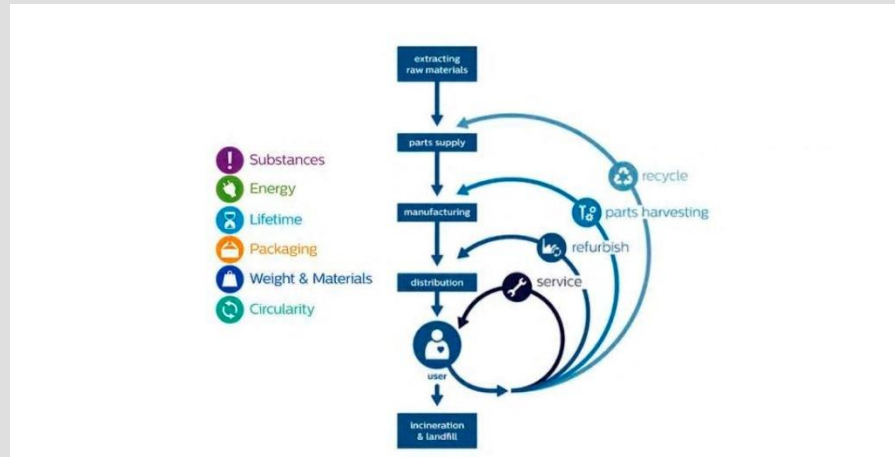 extracting
raw materials
parts supply
manufacturing
distribution
user
incineration
& landfill
Substances
Energy
Lifetime
Packaging
Weight & Materials
Circularity
recycle
parts harvesting
refurbish
service